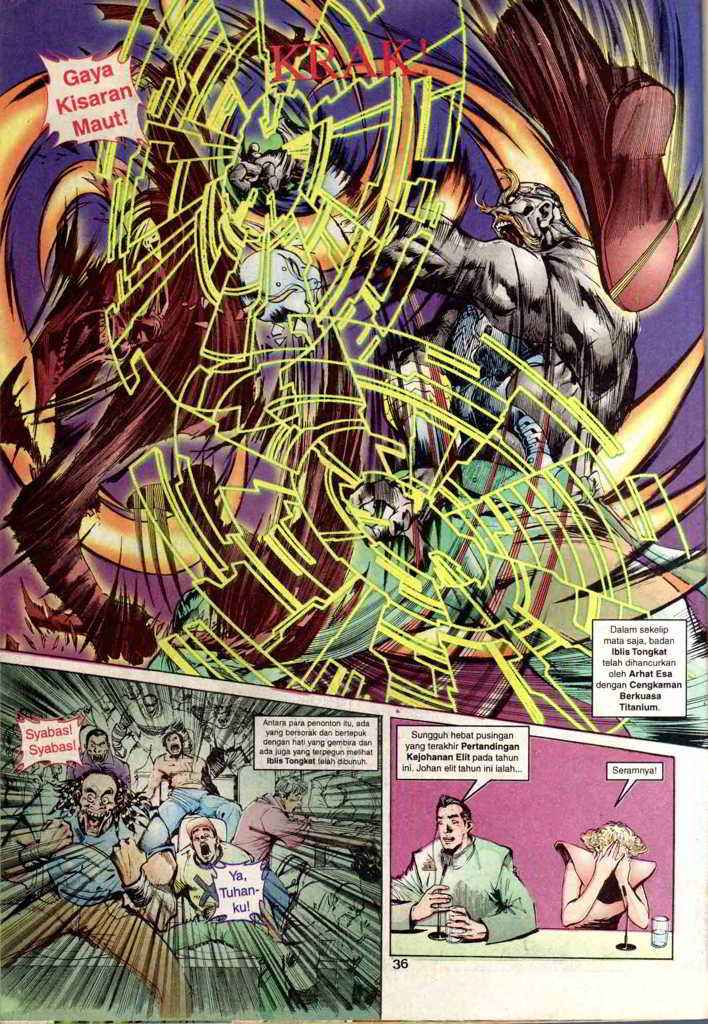 KRAK!
Gaya
Kisaran
Maut!
Dalam sekelip
mata saja, badan
Iblis Tongkat
telah dihancurkan
oleh Arhat Esa
dengan Cengkaman
Berkuasa
Titanium.
Syabas!
Syabas!
Antara para penonton itu, ada
yang bersorak dan bertepuk
dengan hati yang gembira dan
ada juga yang terpegun melihat
Iblis Tongkat telah dibunuh.
Ya,
Tuhan-
ku!
Sungguh hebat pusingan
yang terakhir Pertandingan
Kejohanan Elit pada tahun
ini. Johan elit tahun ini ialah...
Seramnya!
36